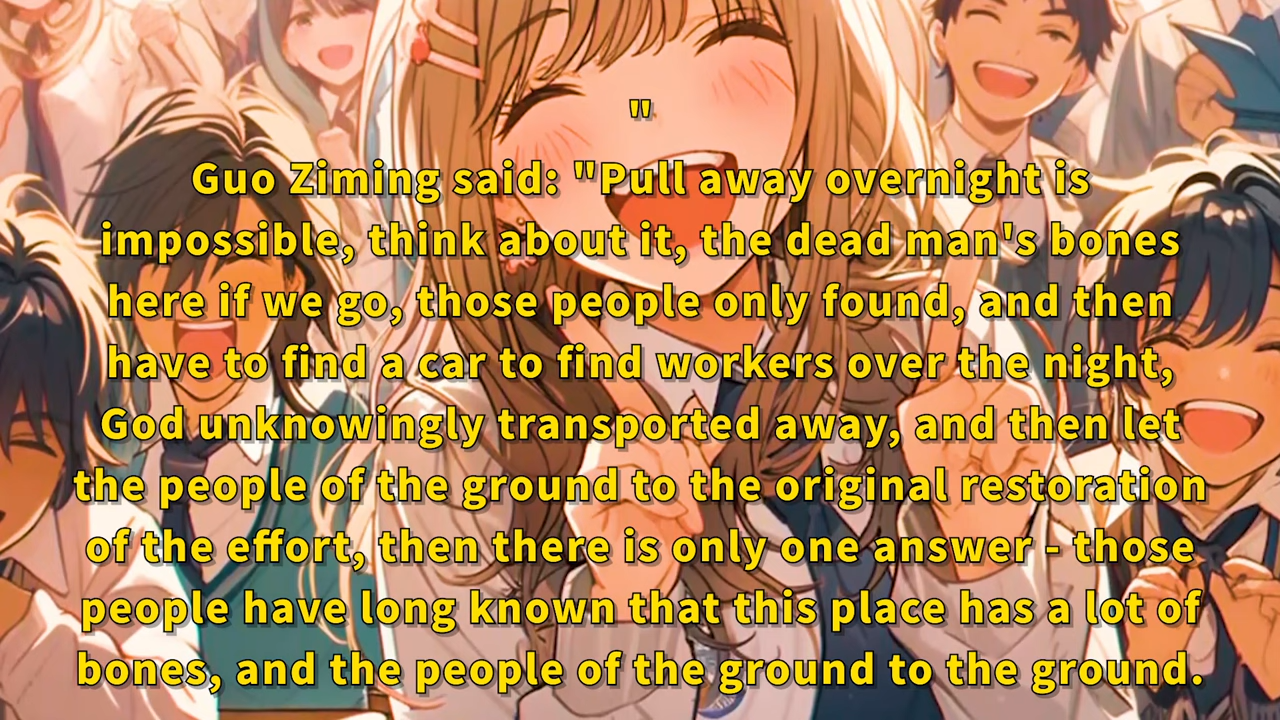 "
Guo Ziming said: "Pull away overnight is
impossible, think about it, the dead man's bones
here if we go, those people only found, and then
have to find a car to find workers over the night,
God unknowingly transported away, and then let
the people of the ground to the original restoration
of the effort, then there is only one answer - those
people have long known that this place has a lot of
bones, and the people of the ground to the ground.